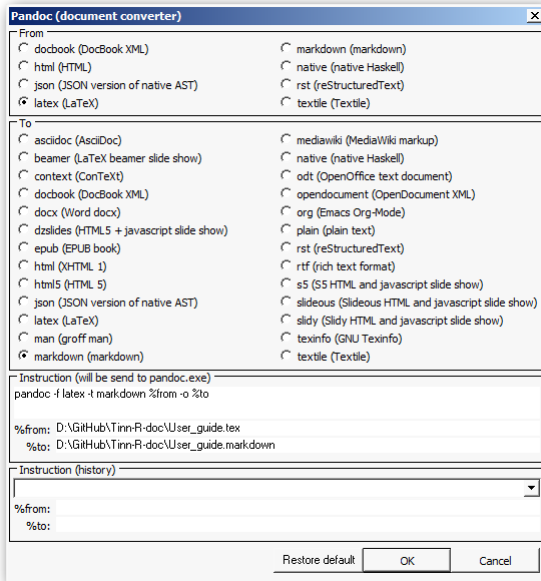 Pandoc (document converter)
From
docbook (DocBook XML)
html (HTML)
json (JSON version of native AST)
latex (LaTeX)
markdown (markdown)
native (native Haskell)
rst (reStructuredText)
textile (Textile)
To
asciidoc (AsciiDoc)
beamer (LaTeX beamer slide show)
context (ConTeXt)
docbook (DocBook XML)
docx (Word docx)
dzslides (HTML5 + javascript slide show)
epub (EPUB book)
html (XHTML 1)
html5 (HTML 5)
json (JSON version of native AST)
latex (LaTeX)
man (groff man)
markdown (markdown)
mediawiki (MediaWiki markup)
native (native Haskell)
odt (OpenOffice text document)
opendocument (OpenDocument XML)
org (Emacs Org-Mode)
plain (plain text)
rst (reStructuredText)
rtf (rich text format)
s5 (S5 HTML and javascript slide show)
slideous (Slideous HTML and javascript slide show)
slidy (Slidy HTML and javascript slide show)
texinfo (GNU Texinfo)
textile (Textile)
Instruction (will be send to pandoc.exe)
pandoc -f latex -t markdown %from -o %to
%from: D:\GitHub\Tinn-R-doc\User_guide.tex
%to: D:\GitHub\Tinn-R-doc\User_guide.markdown
Instruction (history)
%from:
%to:
Restore default OK Cancel